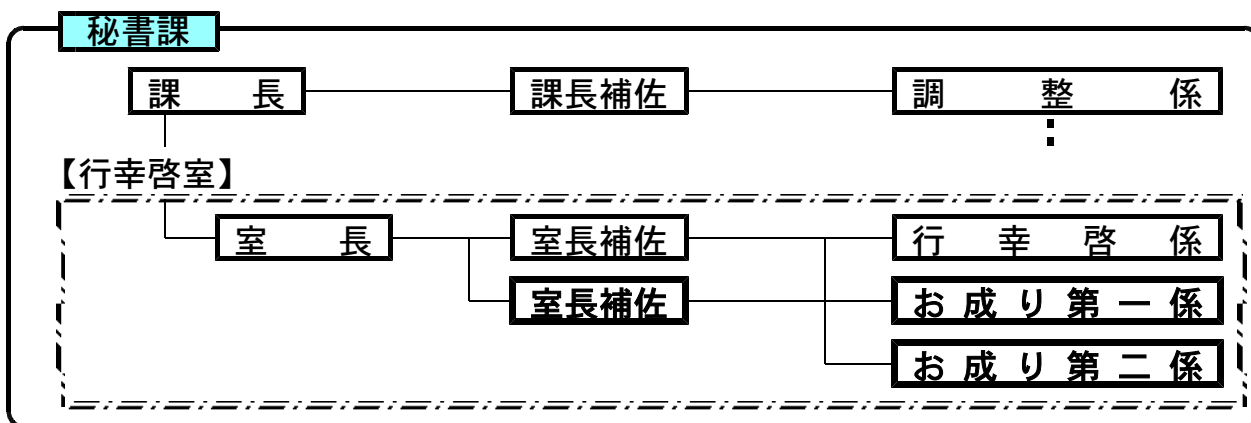 秘書課
課長 課長補佐 調整係
【行幸啓室】
室長 室長補佐 行幸啓係
室長補佐 お成り第一係
お成り第二係